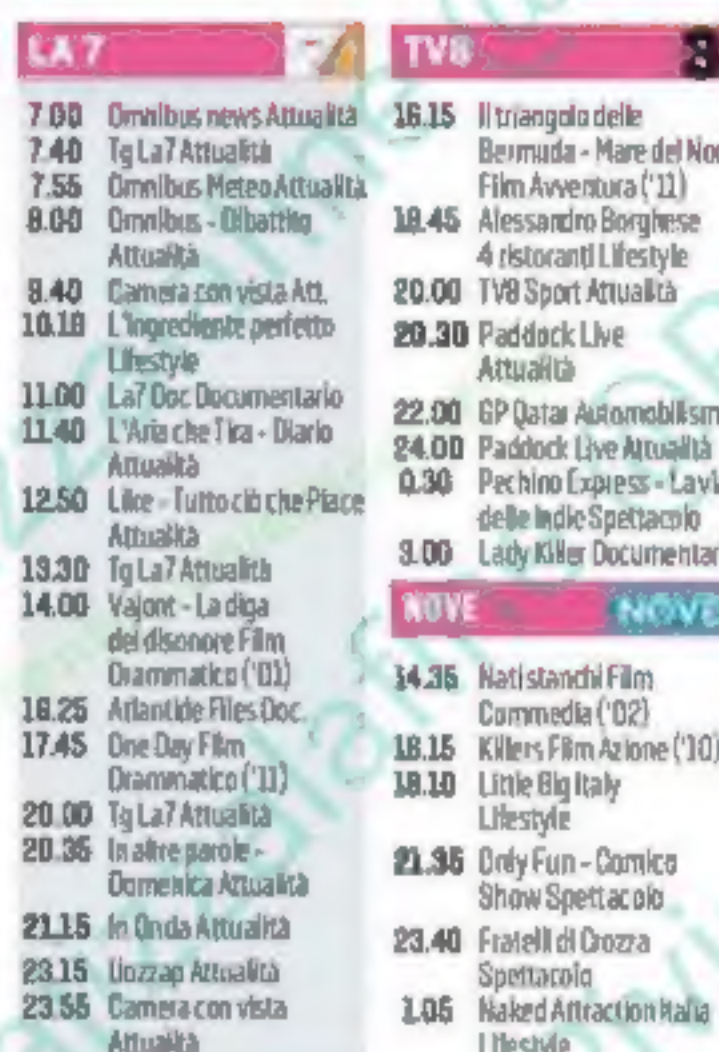 LA 7
7.00 Omnibus news Attualità
7.40 Tg La7 Attualità
7.55 Omnibus Meteo Attualità
8.00 Omnibus - Dibattito
Attualità
9.40 Camera con vista Att.
10.10 L'Ingrediente perfetto
Lifestyle
11.00 La7 Doc Documentario
11.40 L'Aria che Tira - Diario
Attualità
12.50 Like - Tutto ciò che Piace
Attualità
13.30 Tg La7 Attualità
14.00 Vajont - La diga
del disonore Film
Drammatico ('01)
16.25 Atlantide Files Doc.
17.45 One Day Film
Drammatico ('11)
20.00 Tg La7 Attualità
20.35 In altre parole -
Domenica Attualità
21.15 In Onda Attualità
23.15 Uozzap Attualità
23.55 Camera con vista
Attualità
TV8 8
16.15 Il triangolo delle
Bermuda - Mare del Nor
Film Avventura ('11)
18.45 Alessandro Borghese
4 ristoranti Lifestyle
20.00 TV8 Sport Attualità
20.30 Paddock Live
Attualità
22.00 GP Qatar Automobilism
24.00 Paddock Live Attualità
0.30 Pechino Express - La vi
delle Indie Spettacolo
3.00 Lady Killer Documentar
NOVE NOVE
14.35 Nati stanchi Film
Commedia ('02)
16.15 Killers Film Azione ('10)
18.10 Little Big Italy
Lifestyle
21.35 Only Fun - Comico
Show Spettacolo
23.40 Fratelli di Crozza
Spettacolo
1.05 Naked Attraction Italia
Lifestyle